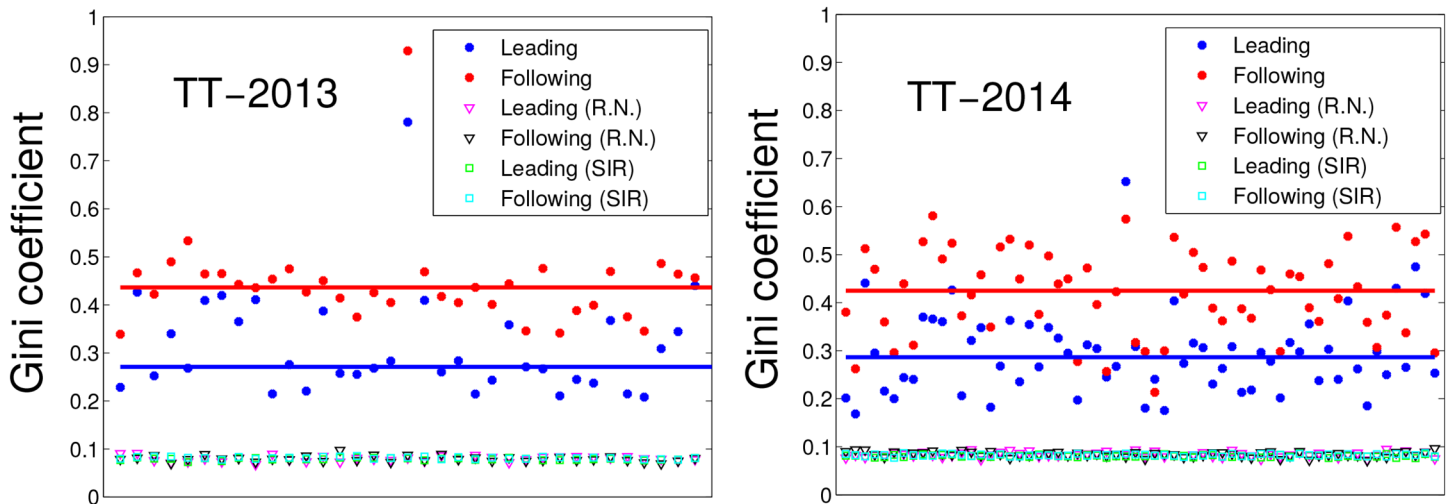 Gini coefficient
1
0.9
0.8
0.7
0.6
0.5
0.4
0.3
0.2
0.1
0
TT−2013
Leading
Following
Leading (R.N.)
Following (R.N.)
Leading (SIR)
Following (SIR)
Gini coefficient
1
0.9
0.8
0.7
0.6
0.5
0.4
0.3
0.2
0.1
0
TT−2014
Leading
Following
Leading (R.N.)
Following (R.N.)
Leading (SIR)
Following (SIR)